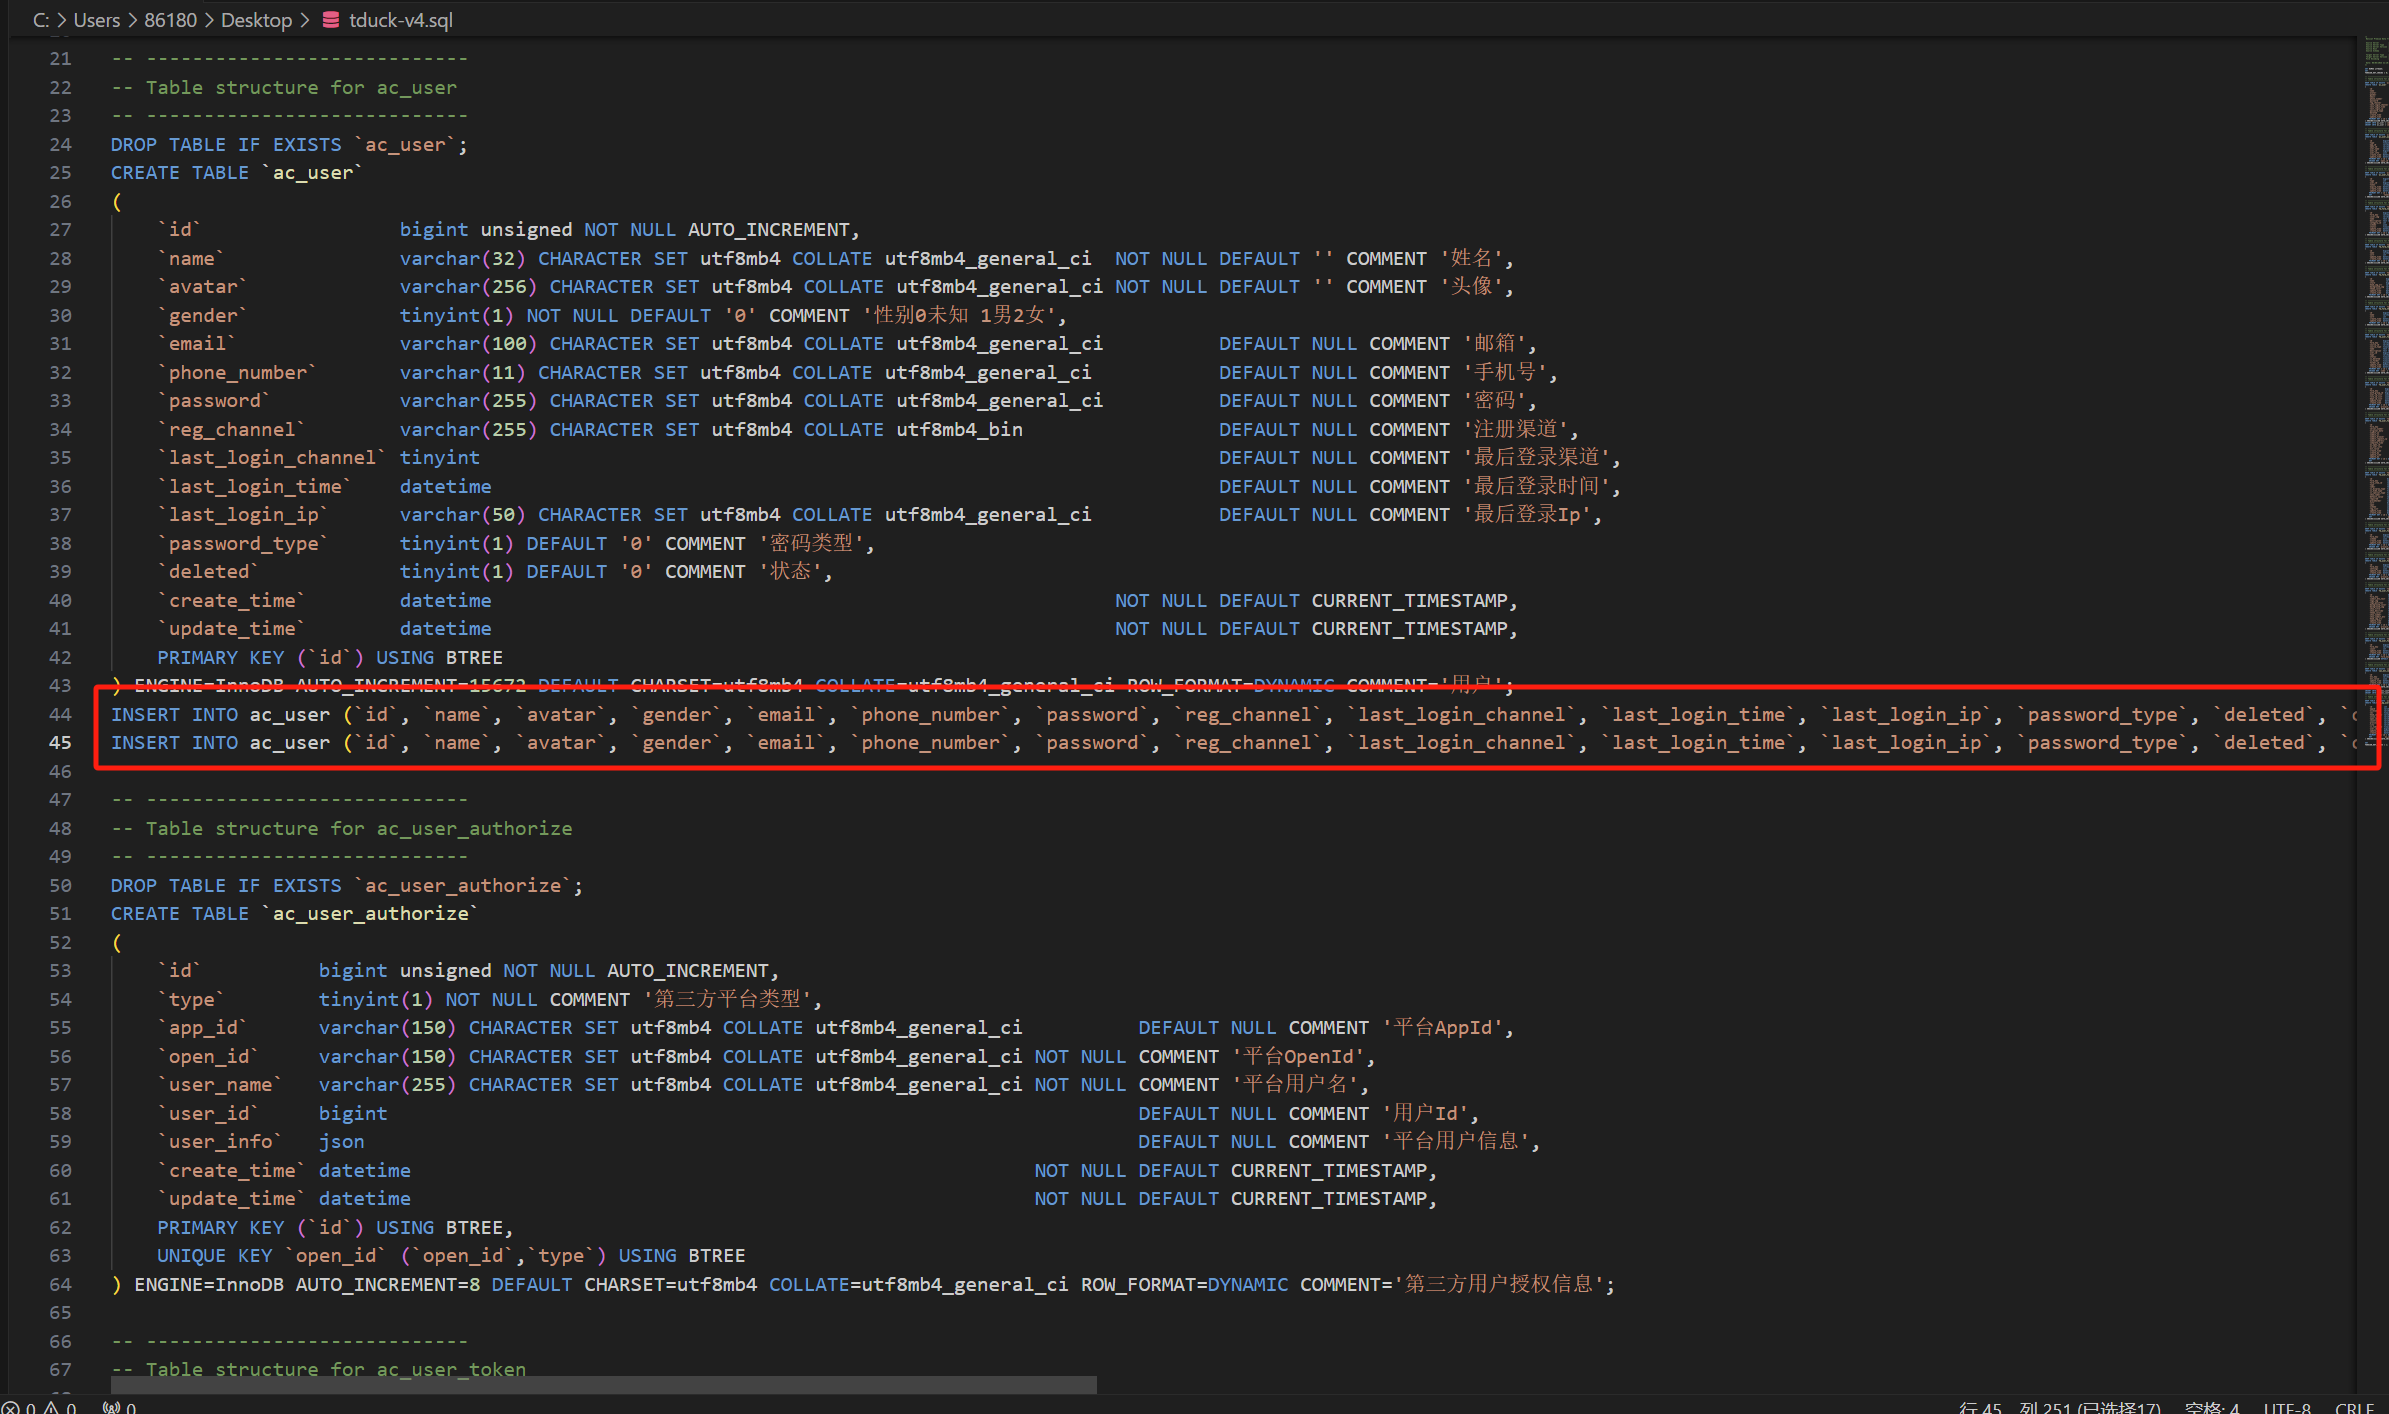 C: > Users > 86180 > Desktop > tduck-v4.sql
21 -- ----------------------------
22 -- Table structure for ac_user
23 -- ----------------------------
24 DROP TABLE IF EXISTS `ac_user`;
25 CREATE TABLE `ac_user`
26 (
27 `id` bigint unsigned NOT NULL AUTO_INCREMENT,
28 `name` varchar(32) CHARACTER SET utf8mb4 COLLATE utf8mb4_general_ci NOT NULL DEFAULT '' COMMENT '姓名',
29 `avatar` varchar(256) CHARACTER SET utf8mb4 COLLATE utf8mb4_general_ci NOT NULL DEFAULT '' COMMENT '头像',
30 `gender` tinyint(1) NOT NULL DEFAULT '0' COMMENT '性别0未知 1男2女',
31 `email` varchar(100) CHARACTER SET utf8mb4 COLLATE utf8mb4_general_ci DEFAULT NULL COMMENT '邮箱',
32 `phone_number` varchar(11) CHARACTER SET utf8mb4 COLLATE utf8mb4_general_ci DEFAULT NULL COMMENT '手机号',
33 `password` varchar(255) CHARACTER SET utf8mb4 COLLATE utf8mb4_general_ci DEFAULT NULL COMMENT '密码',
34 `reg_channel` varchar(255) CHARACTER SET utf8mb4 COLLATE utf8mb4_bin DEFAULT NULL COMMENT '注册渠道',
35 `last_login_channel` tinyint DEFAULT NULL COMMENT '最后登录渠道',
36 `last_login_time` datetime DEFAULT NULL COMMENT '最后登录时间',
37 `last_login_ip` varchar(50) CHARACTER SET utf8mb4 COLLATE utf8mb4_general_ci DEFAULT NULL COMMENT '最后登录Ip',
38 `password_type` tinyint(1) DEFAULT '0' COMMENT '密码类型',
39 `deleted` tinyint(1) DEFAULT '0' COMMENT '状态',
40 `create_time` datetime NOT NULL DEFAULT CURRENT_TIMESTAMP,
41 `update_time` datetime NOT NULL DEFAULT CURRENT_TIMESTAMP,
42 PRIMARY KEY (`id`) USING BTREE
43 ) ENGINE=InnoDB AUTO_INCREMENT=15672 DEFAULT CHARSET=utf8mb4 COLLATE=utf8mb4_general_ci ROW_FORMAT=DYNAMIC COMMENT='用户';
44 INSERT INTO ac_user (`id`, `name`, `avatar`, `gender`, `email`, `phone_number`, `password`, `reg_channel`, `last_login_channel`, `last_login_time`, `last_login_ip`, `password_type`, `deleted`, `
45 INSERT INTO ac_user (`id`, `name`, `avatar`, `gender`, `email`, `phone_number`, `password`, `reg_channel`, `last_login_channel`, `last_login_time`, `last_login_ip`, `password_type`, `deleted`, `
46
47 -- ----------------------------
48 -- Table structure for ac_user_authorize
49 -- ----------------------------
50 DROP TABLE IF EXISTS `ac_user_authorize`;
51 CREATE TABLE `ac_user_authorize`
52 (
53 `id` bigint unsigned NOT NULL AUTO_INCREMENT,
54 `type` tinyint(1) NOT NULL COMMENT '第三方平台类型',
55 `app_id` varchar(150) CHARACTER SET utf8mb4 COLLATE utf8mb4_general_ci DEFAULT NULL COMMENT '平台AppId',
56 `open_id` varchar(150) CHARACTER SET utf8mb4 COLLATE utf8mb4_general_ci NOT NULL COMMENT '平台OpenId',
57 `user_name` varchar(255) CHARACTER SET utf8mb4 COLLATE utf8mb4_general_ci NOT NULL COMMENT '平台用户名',
58 `user_id` bigint DEFAULT NULL COMMENT '用户Id',
59 `user_info` json DEFAULT NULL COMMENT '平台用户信息',
60 `create_time` datetime NOT NULL DEFAULT CURRENT_TIMESTAMP,
61 `update_time` datetime NOT NULL DEFAULT CURRENT_TIMESTAMP,
62 PRIMARY KEY (`id`) USING BTREE,
63 UNIQUE KEY `open_id` (`open_id`,`type`) USING BTREE
64 ) ENGINE=InnoDB AUTO_INCREMENT=8 DEFAULT CHARSET=utf8mb4 COLLATE=utf8mb4_general_ci ROW_FORMAT=DYNAMIC COMMENT='第三方用户授权信息';
65
66 -- ----------------------------
67 -- Table structure for ac_user_token
0 0 0 行 45, 列 251 (已选择17) 空格: 4 UTF-8 CRLF